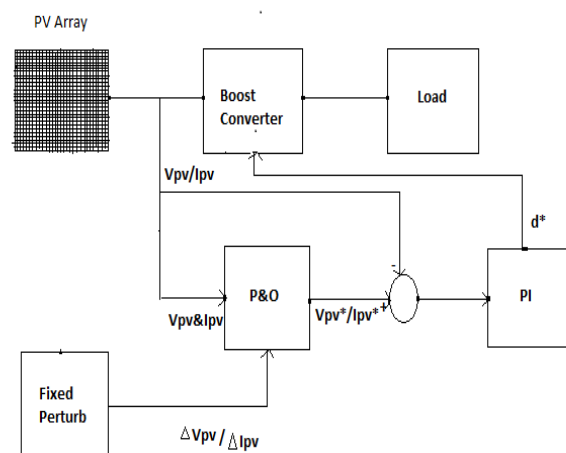 PV Array
Boost
Converter
Load
Vpv/Ipv
d*
-
P&O
Vpv*/Ipv*
+
PI
Vpv&Ipv
Fixed
Perturb
ΔVpv/ΔIpv